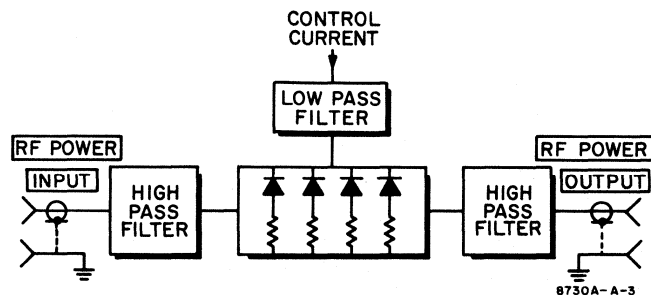 CONTROL
CURRENT
LOW PASS
FILTER
RF POWER
INPUT
HIGH
PASS
FILTER
HIGH
PASS
FILTER
RF POWER
OUTPUT
8730A-A-3